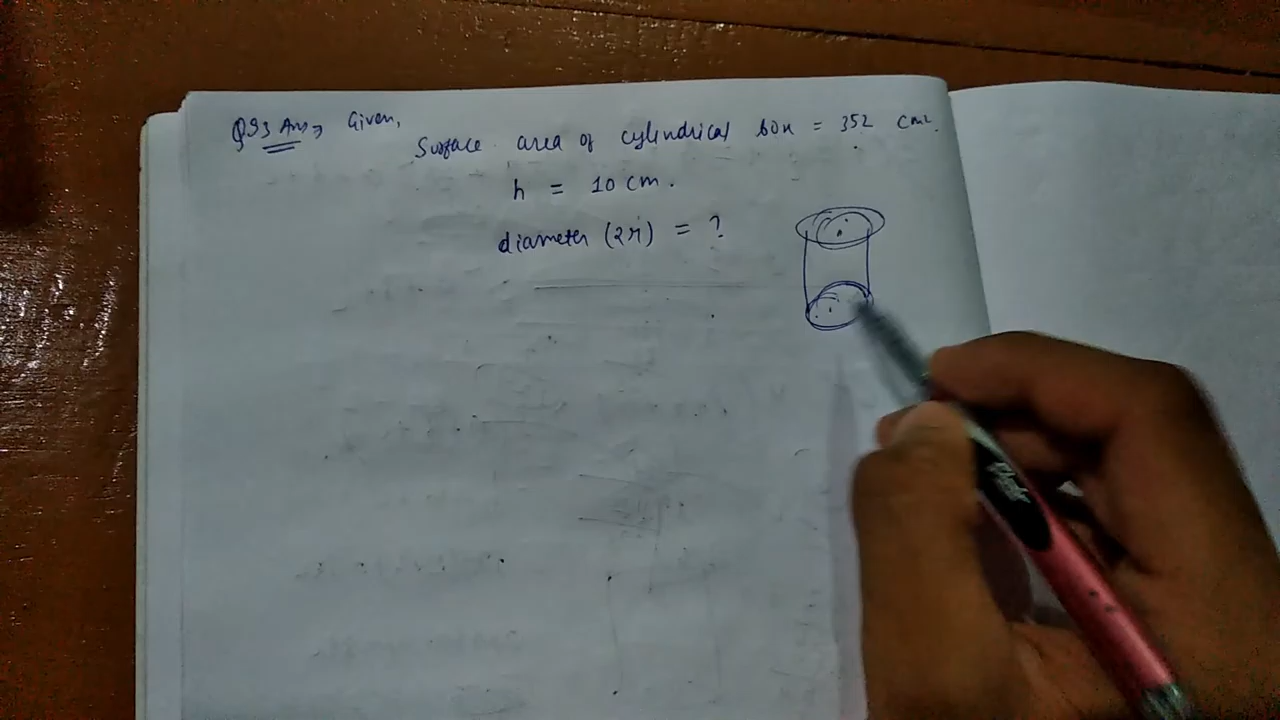 Q93 Ans→ Given,
Surface area of cylindrical box = 352 cm2.
h = 10 cm.
diameter (2r) = ?